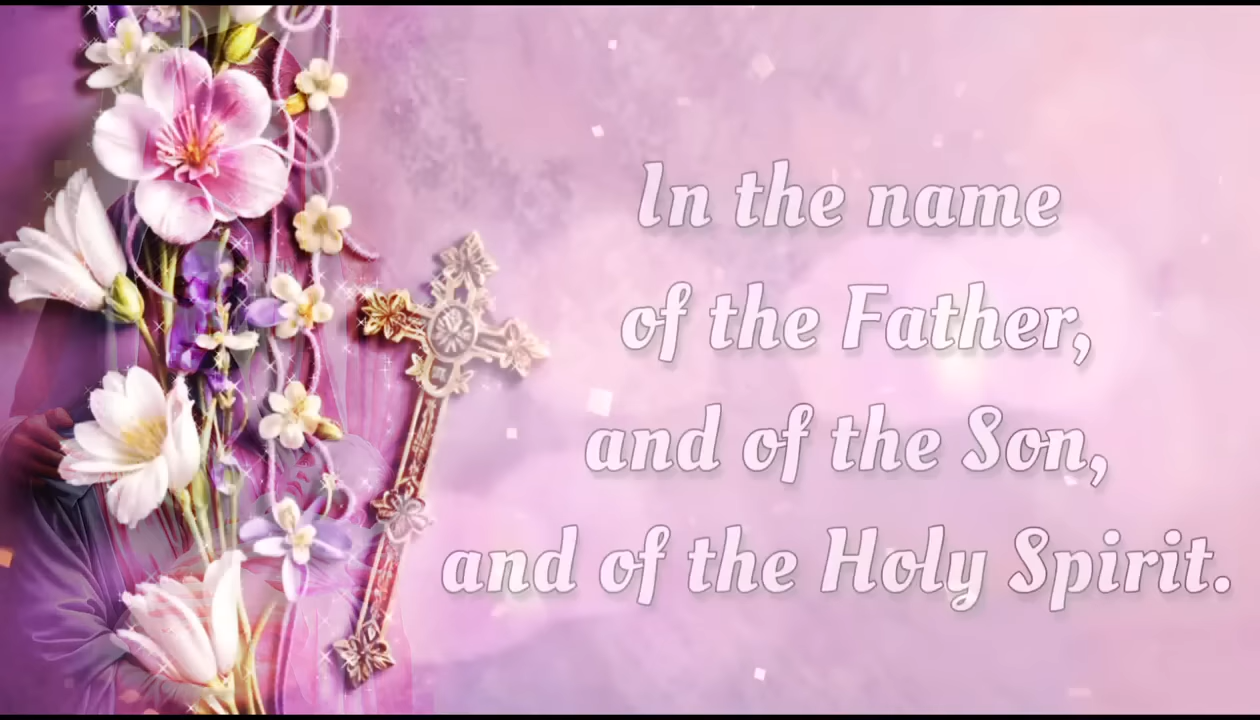 In the name
of the Father,
and of the Son,
and of the Holy Spirit.